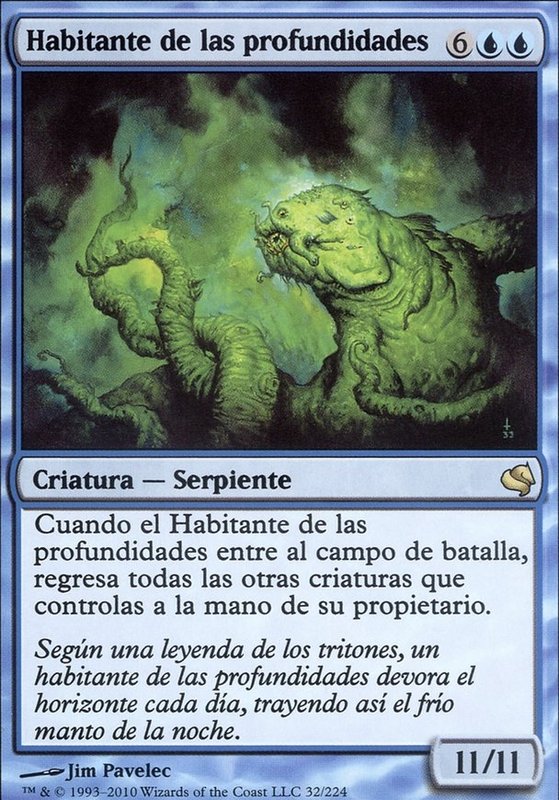 Habitante de las profundidades 6
Criatura — Serpiente
Cuando el Habitante de las
profundidades entre al campo de batalla,
regresa todas las otras criaturas que
controlas a la mano de su propietario.
Según una leyenda de los tritones, un
habitante de las profundidades devora el
horizonte cada día, trayendo así el frío
manto de la noche.
Jim Pavelec
11/11
™ & © 1993–2010 Wizards of the Coast LLC 32/224